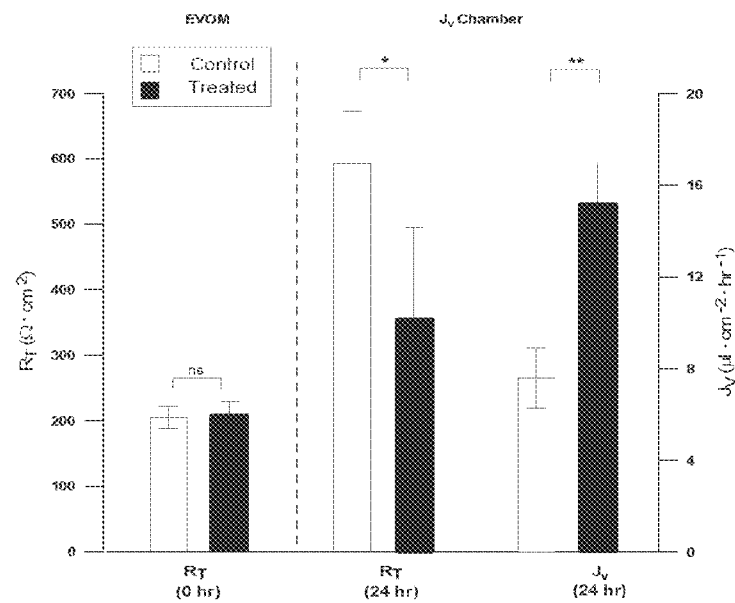 EVOM
Jv Chamber
Control
Treated
*
**
ns
700
600
500
400
300
200
100
0
RT (Ω·cm²)
20
16
12
8
4
0
JV (µl·cm⁻²·hr⁻¹)
RT
(0 hr)
RT
(24 hr)
Jv
(24 hr)